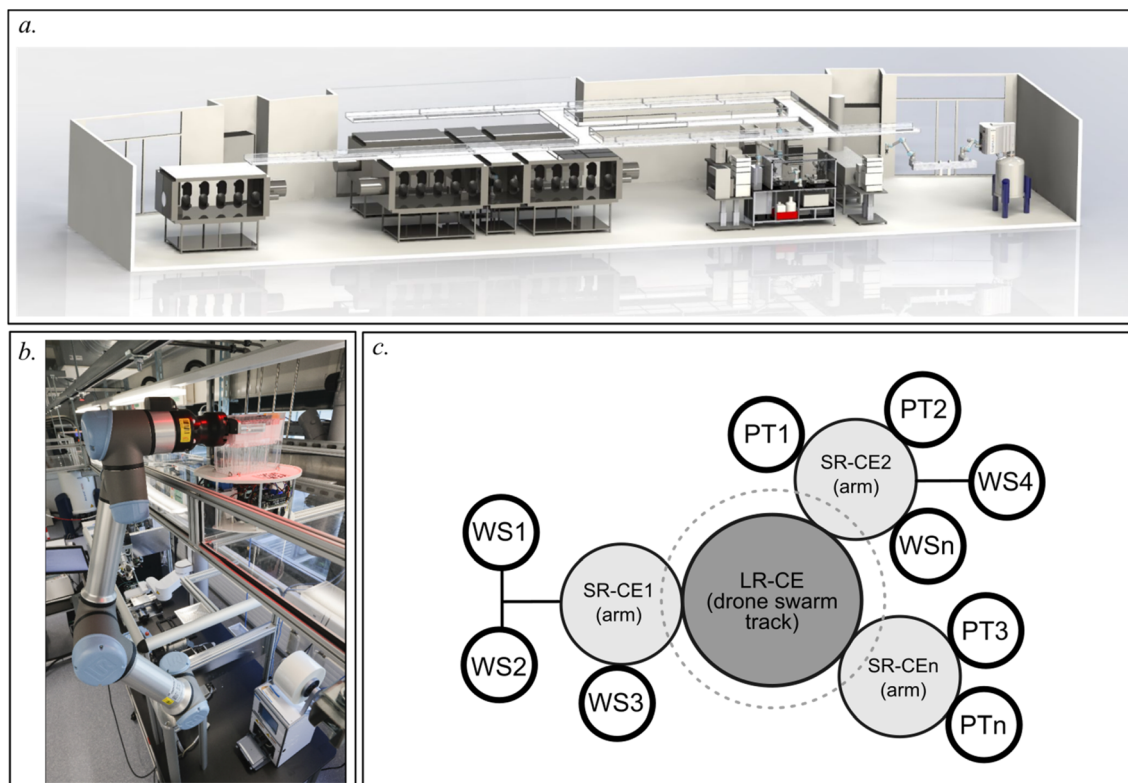 a.
b.
c.
PT1
PT2
SR-CE2
(arm)
WS4
WSn
WS1
SR-CE1
(arm)
LR-CE
(drone swarm
track)
WS2
WS3
PT3
SR-CEn
(arm)
PTn